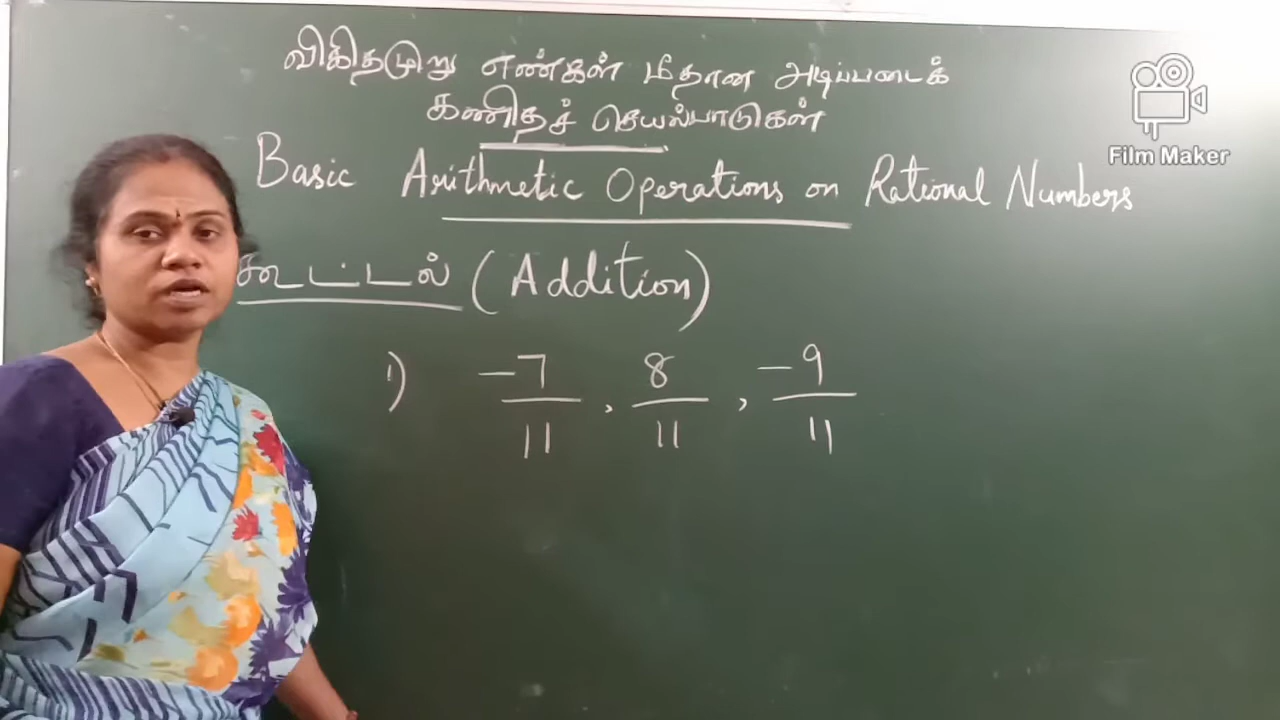 விகிதமுறு எண்கள் மீதான அடிப்படைக்
கணிதச் செயல்பாடுகள்
Film Maker
Basic Arithmetic Operations on Rational Numbers
கூட்டல் (Addition)
1) -7/11, 8/11, -9/11